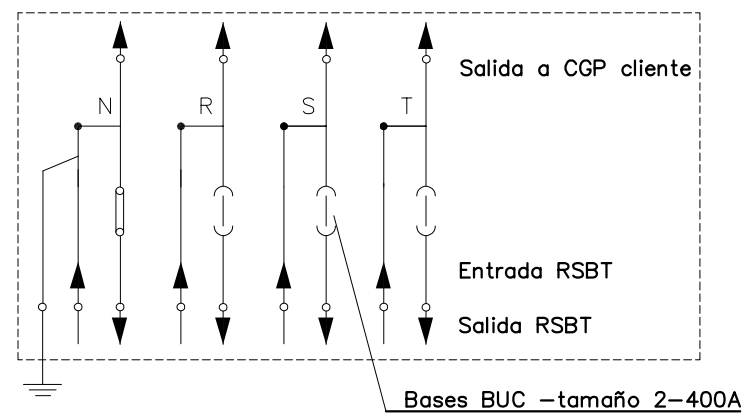 Salida a CGP cliente
N R S T
Entrada RSBT
Salida RSBT
Bases BUC -tamaño 2-400A